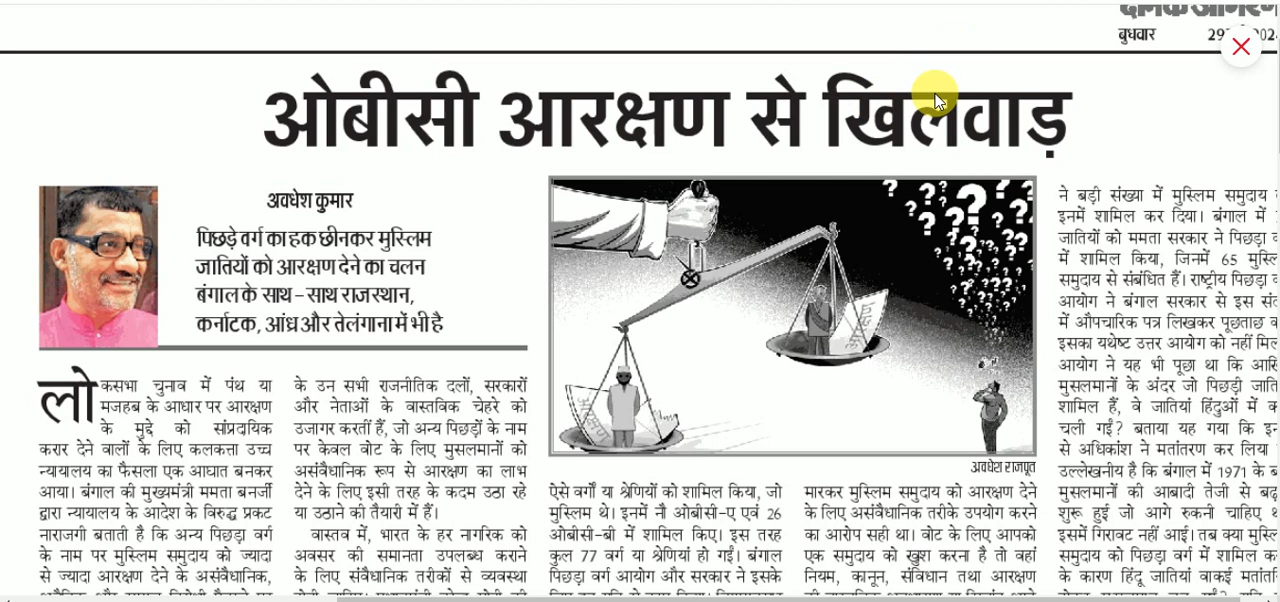 बुधवार
ओबीसी आरक्षण से खिलवाड़
अवधेश कुमार
पिछड़े वर्ग का हक छीनकर मुस्लिम
जातियों को आरक्षण देने का चलन
बंगाल के साथ-साथ राजस्थान,
कर्नाटक, आंध्र और तेलंगाना में भी है
लोकसभा चुनाव में पंथ या
मजहब के आधार पर आरक्षण
के मुद्दे को सांप्रदायिक
करार देने वालों के लिए कलकत्ता उच्च
न्यायालय का फैसला एक आघात बनकर
आया। बंगाल की मुख्यमंत्री ममता बनर्जी
द्वारा न्यायालय के आदेश के विरुद्ध प्रकट
नाराजगी बताती है कि अन्य पिछड़ा वर्ग
के नाम पर मुस्लिम समुदाय को ज्यादा
से ज्यादा आरक्षण देने के असंवैधानिक,
के उन सभी राजनीतिक दलों, सरकारों
और नेताओं के वास्तविक चेहरे को
उजागर करतीं हैं, जो अन्य पिछड़ों के नाम
पर केवल वोट के लिए मुसलमानों को
असंवैधानिक रूप से आरक्षण का लाभ
देने के लिए इसी तरह के कदम उठा रहे
या उठाने की तैयारी में हैं।
वास्तव में, भारत के हर नागरिक को
अवसर की समानता उपलब्ध कराने
के लिए संवैधानिक तरीकों से व्यवस्था
आरक्षण
अवधेश राजपूत
ऐसे वर्गों या श्रेणियों को शामिल किया, जो
मुस्लिम थे। इनमें नौ ओबीसी-ए एवं 26
ओबीसी-बी में शामिल किए। इस तरह
कुल 77 वर्ग या श्रेणियां हो गईं। बंगाल
पिछड़ा वर्ग आयोग और सरकार ने इसके
मारकर मुस्लिम समुदाय को आरक्षण देने
के लिए असंवैधानिक तरीके उपयोग करने
का आरोप सही था। वोट के लिए आपको
एक समुदाय को खुश करना है तो वहां
नियम, कानून, संविधान तथा आरक्षण
ने बड़ी संख्या में मुस्लिम समुदाय
इनमें शामिल कर दिया। बंगाल में
जातियों को ममता सरकार ने पिछड़ा
में शामिल किया, जिनमें 65
समुदाय से संबंधित हैं। राष्ट्रीय पिछड़ा
आयोग ने बंगाल सरकार से इस
में औपचारिक पत्र लिखकर पूछताछ
इसका यथेष्ट उत्तर आयोग को नहीं
आयोग ने यह भी पूछा था कि
मुसलमानों के अंदर जो पिछड़ी
शामिल हैं, वे जातियां हिंदुओं में
चली गईं? बताया यह गया कि
से अधिकांश ने मतांतरण कर लिया
उल्लेखनीय है कि बंगाल में 1971 के
मुसलमानों की आबादी तेजी से
शुरू हुई जो आगे रुकनी चाहिए
इसमें गिरावट नहीं आई। तब क्या
समुदाय को पिछड़ा वर्ग में शामिल
के कारण हिंदू जातियां वाकई